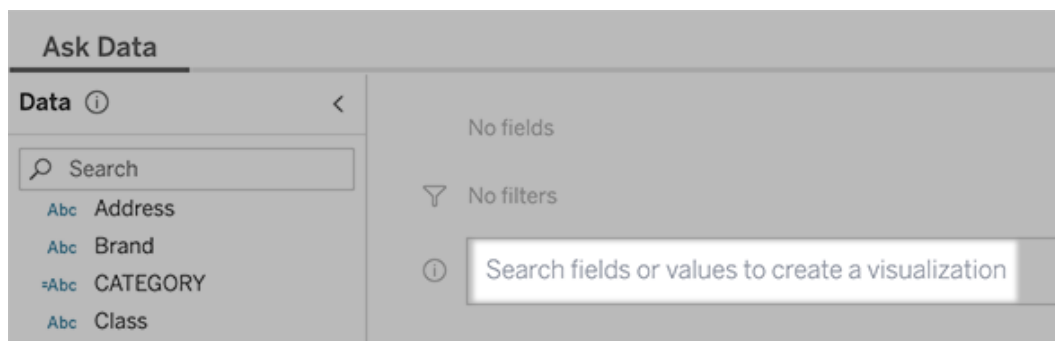 Ask Data
Data
Search
Abc Address
Abc Brand
=Abc CATEGORY
Abc Class
No fields
No filters
Search fields or values to create a visualization